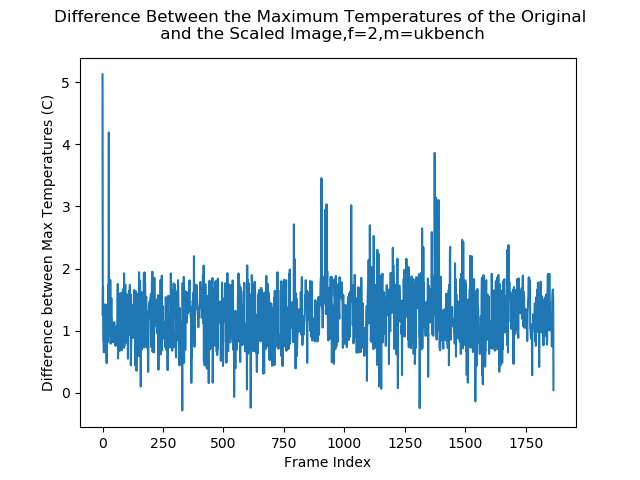 Difference Between the Maximum Temperatures of the Original
and the Scaled Image,f=2,m=ukbench
Difference between Max Temperatures (C)
5
4
3
2
1
0
0 250 500 750 1000 1250 1500 1750
Frame Index